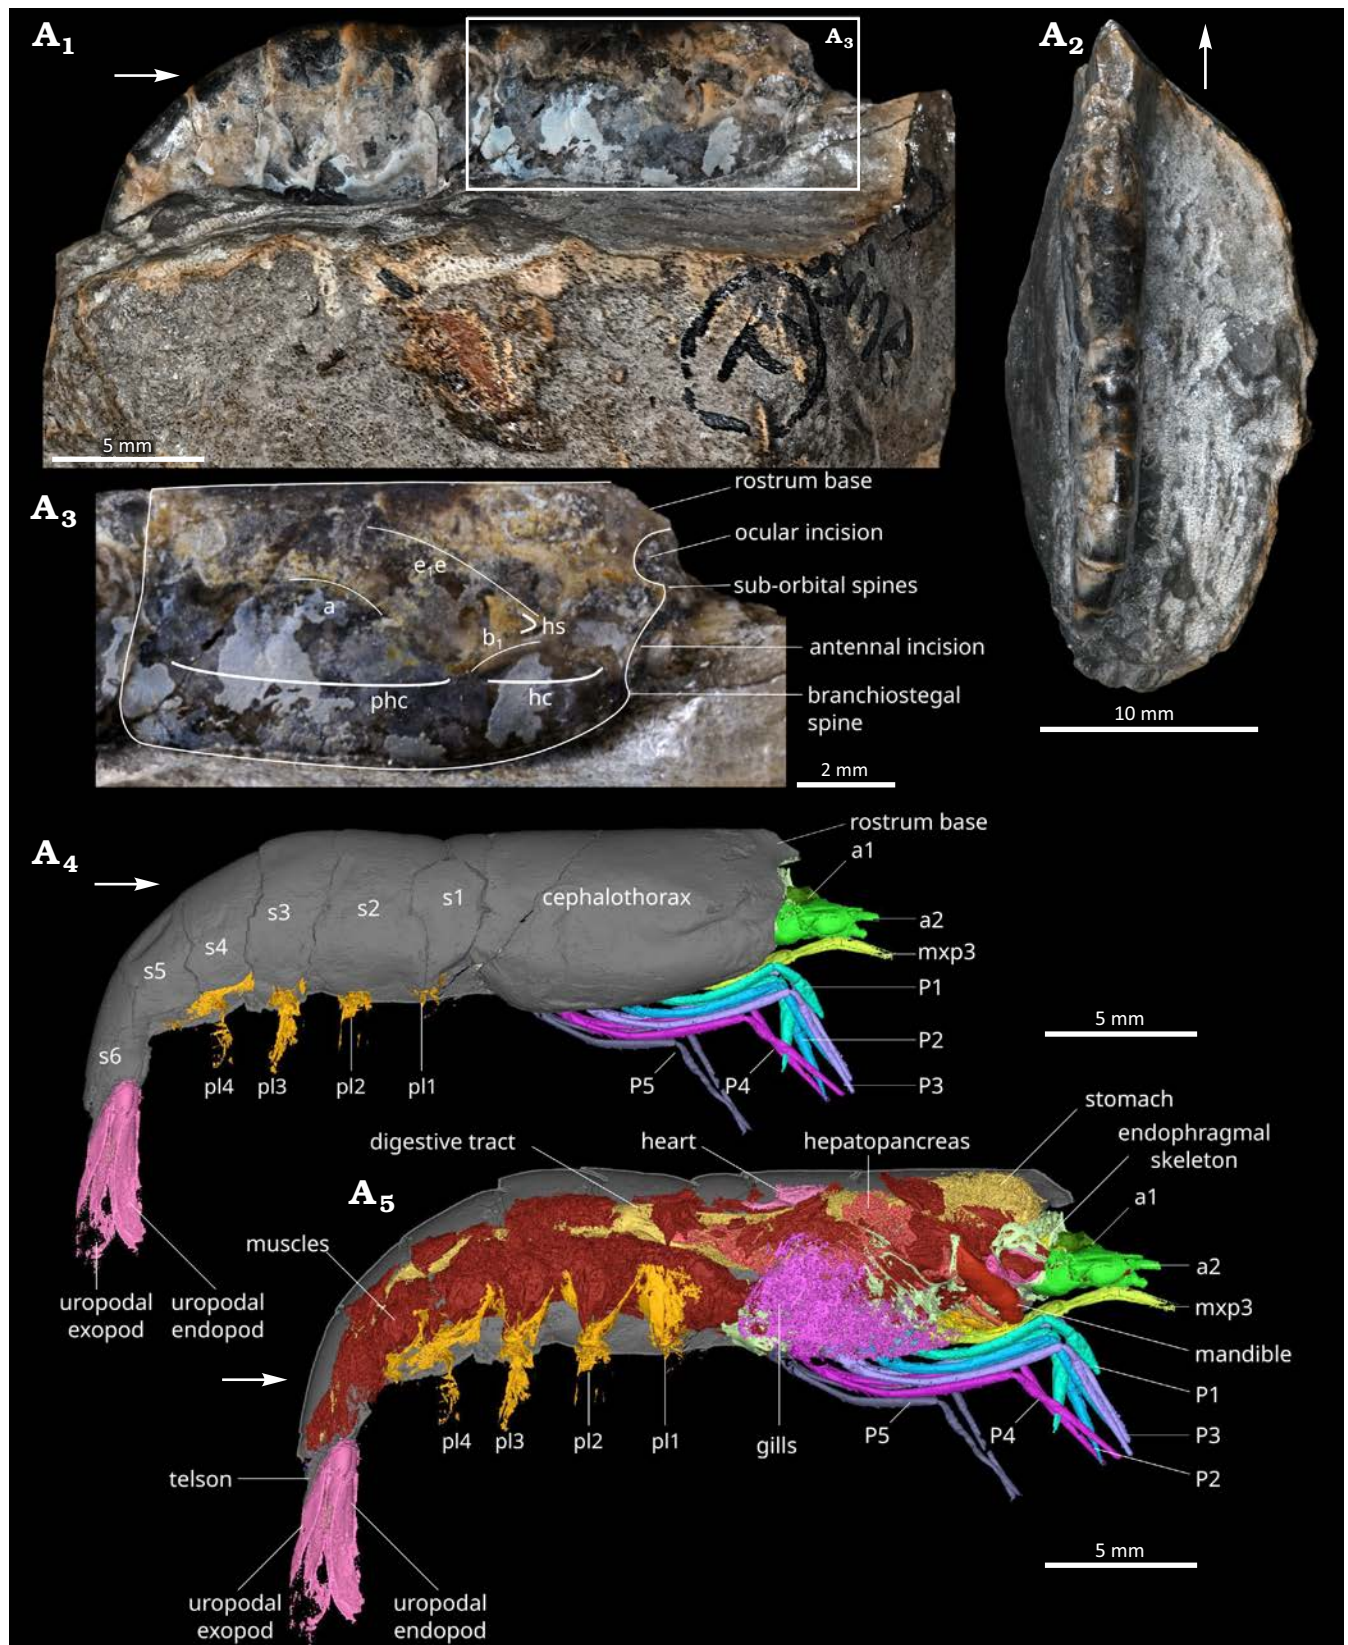 A1
A3
A2
5 mm
A3
rostrum base
ocular incision
sub-orbital spines
antennal incision
branchiostegal
spine
e1e
a
hs
b1
phc
hc
2 mm
10 mm
A4
rostrum base
a1
a2
mxp3
P1
P2
P3
P4
P5
cephalothorax
s1
s2
s3
s4
s5
s6
pl4
pl3
pl2
pl1
5 mm
uropodal
exopod
uropodal
endopod
A5
digestive tract
heart
hepatopancreas
stomach
endophragmal
skeleton
a1
a2
mxp3
mandible
P1
P3
P2
P4
P5
gills
pl1
pl2
pl3
pl4
muscles
telson
uropodal
exopod
uropodal
endopod
5 mm